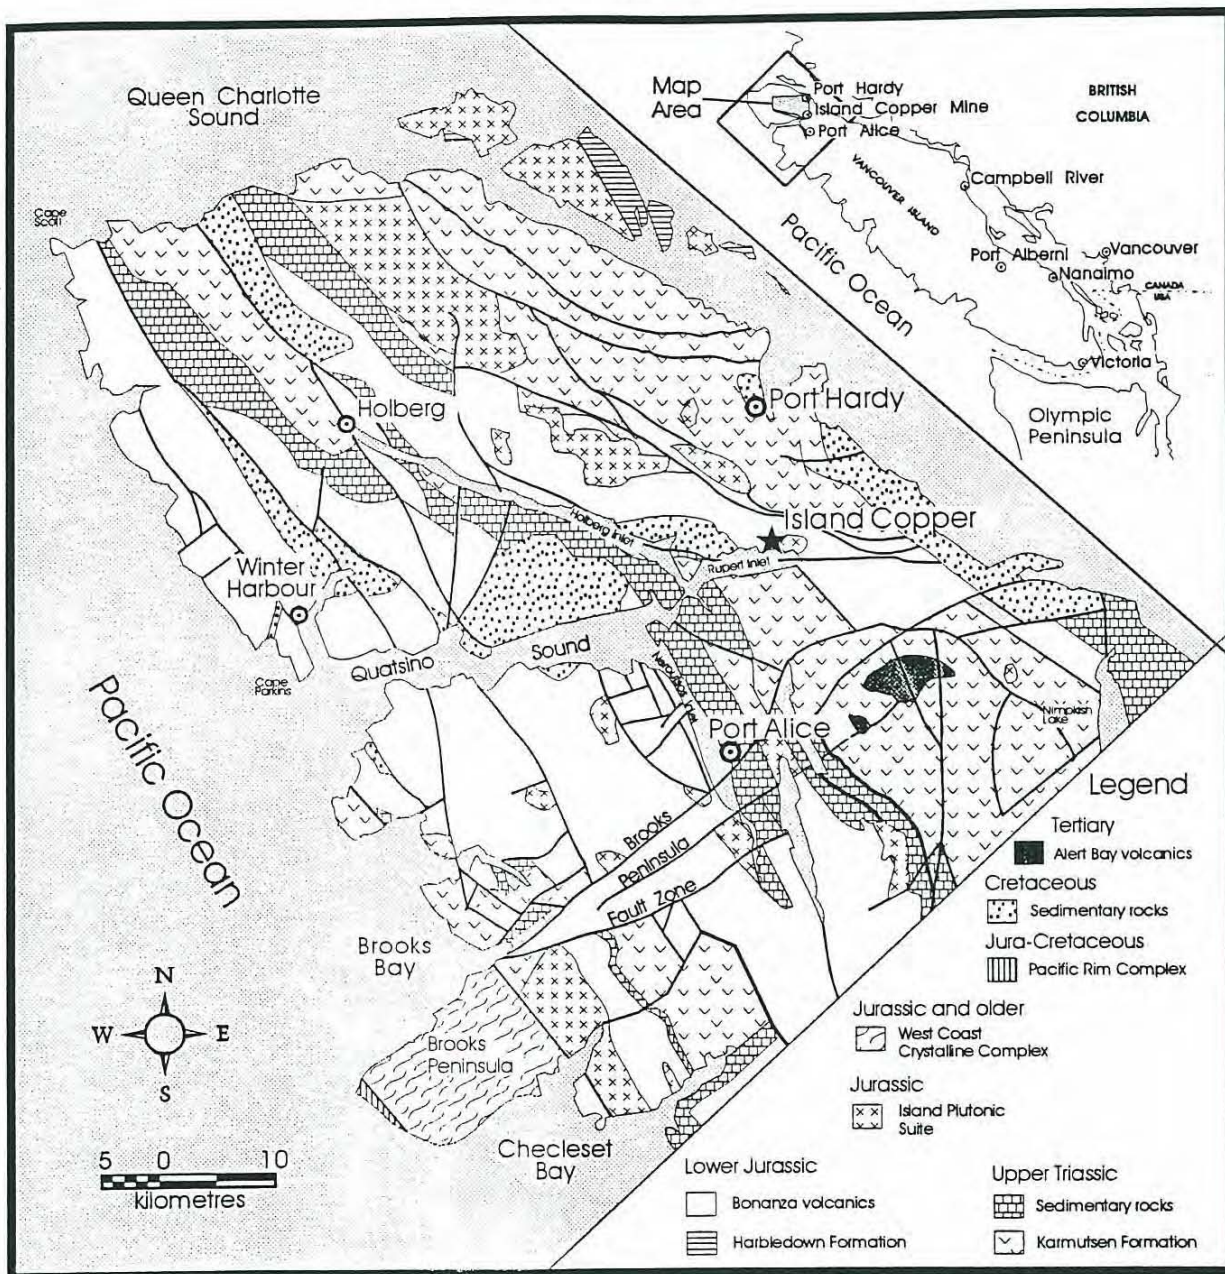 Queen Charlotte
Sound
Map
Area
Port Hardy
Island Copper Mine
Port Alice
BRITISH
COLUMBIA
VANCOUVER ISLAND
Campbell River
Pacific Ocean
Port Alberni
Vancouver
Nanaimo
CANADA
USA
Victoria
Olympic
Peninsula
Cape
Scott
Holberg
Port Hardy
Holberg Inlet
Island Copper
Rupert Inlet
Winter
Harbour
Cape
Parkins
Quatsino Sound
Neroutsos Inlet
Port Alice
Nimpkish
Lake
Pacific Ocean
Brooks
Peninsula
Fault Zone
Brooks
Bay
N
W E
S
Brooks
Peninsula
Checleset
Bay
5 0 10
kilometres
Legend
Tertiary
Alert Bay volcanics
Cretaceous
Sedimentary rocks
Jura-Cretaceous
Pacific Rim Complex
Jurassic and older
West Coast
Crystalline Complex
Jurassic
Island Plutonic
Suite
Lower Jurassic
Bonanza volcanics
Harbledown Formation
Upper Triassic
Sedimentary rocks
Karmutsen Formation